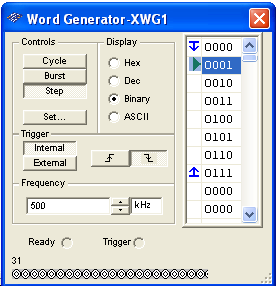 Word Generator-XWG1
Controls
Cycle
Burst
Step
Set...
Display
Hex
Dec
Binary
ASCII
Trigger
Internal
External
Frequency
500 kHz
Ready
Trigger
31
0000
0001
0010
0011
0100
0101
0110
0111
0000
0000